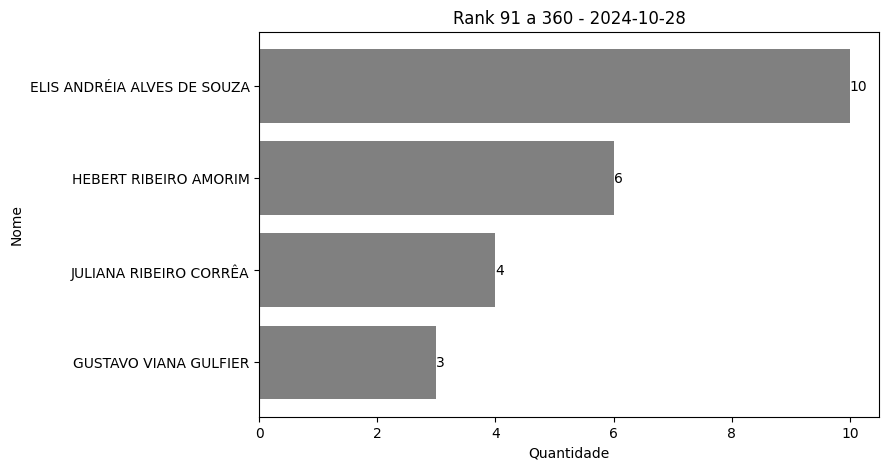 Rank 91 a 360 - 2024-10-28
ELIS ANDRÉIA ALVES DE SOUZA
10
HEBERT RIBEIRO AMORIM
6
JULIANA RIBEIRO CORRÊA
4
GUSTAVO VIANA GULFIER
3
Nome
0 2 4 6 8 10
Quantidade